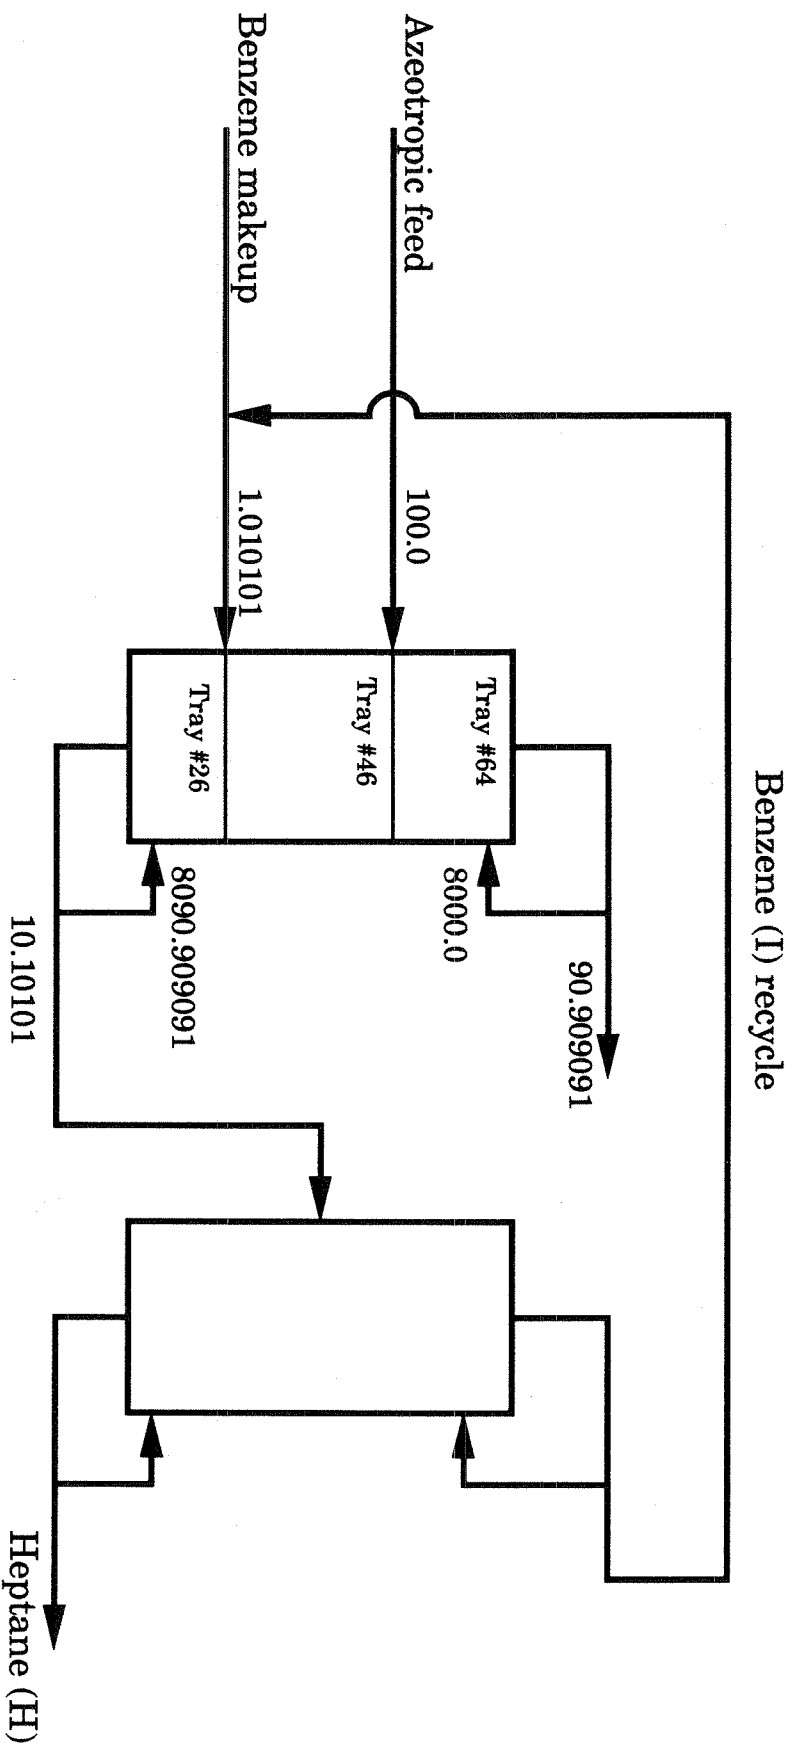 Benzene (I) recycle
Azeotropic feed
100.0
Benzene makeup
1.010101
Tray #64
Tray #46
Tray #26
8000.0
90.909091
8090.909091
10.10101
Heptane (H)